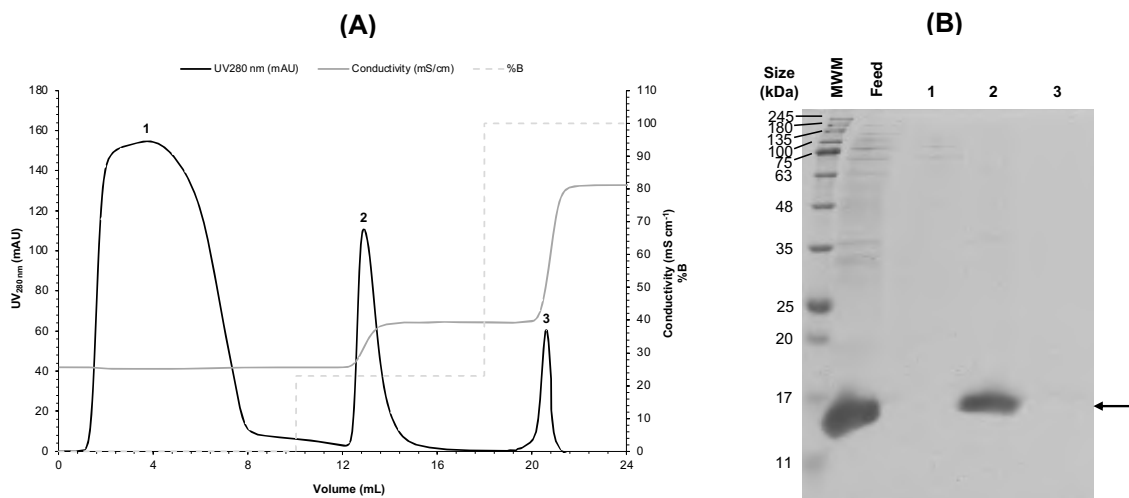 (A)
UV280 nm (mAU) Conductivity (mS/cm) %B
180
160
140
120
100
80
60
40
20
0
UV280 nm (mAU)
110
100
90
80
70
60
50
40
30
20
10
0
Conductivity (mS cm-1)
%B
1
2
3
0 4 8 12 16 20 24
Volume (mL)
(B)
Size
(kDa)
MWM
Feed
1 2 3
245
180
135
100
75
63
48
35
25
20
17
11